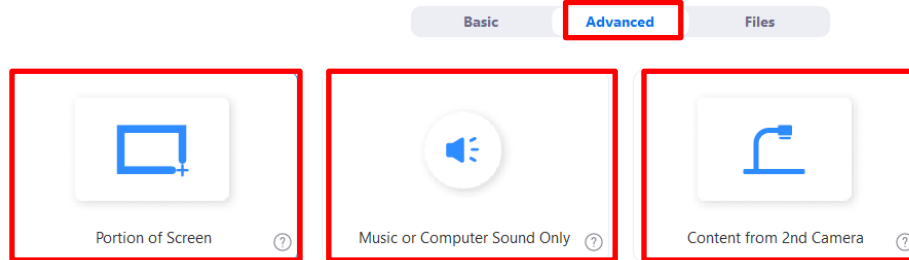 Basic Advanced Files
Portion of Screen ? Music or Computer Sound Only ? Content from 2nd Camera ?